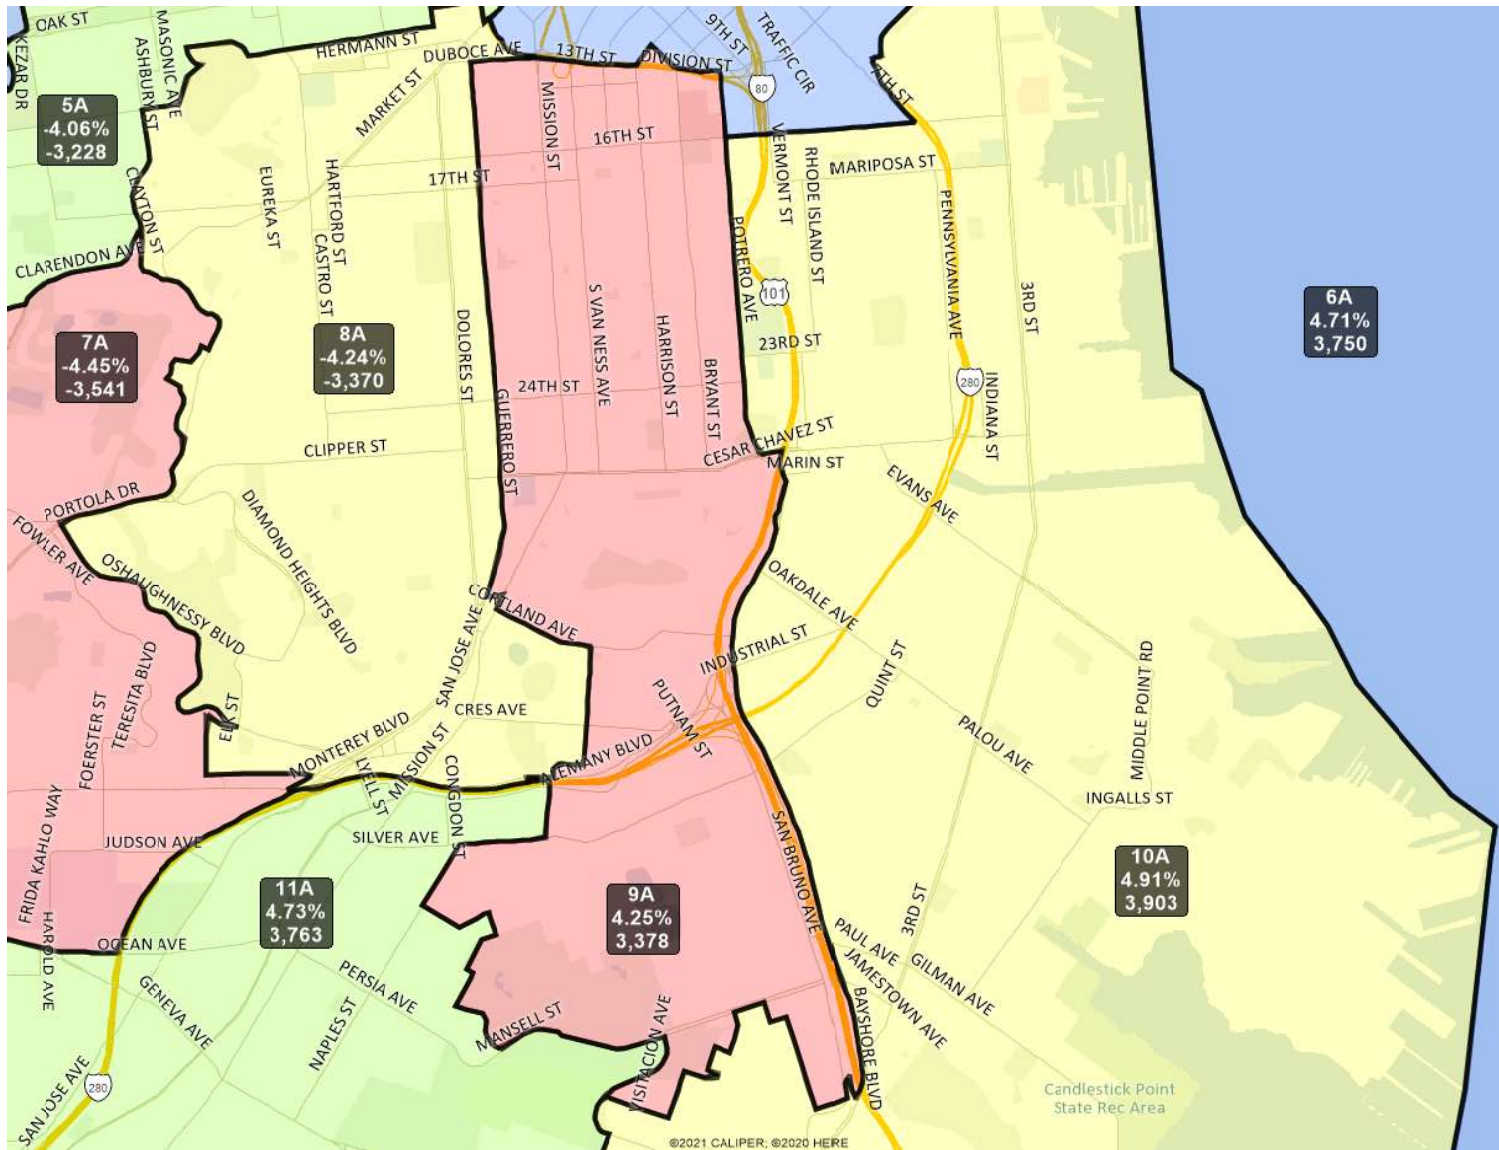 OAK ST
KEZAR DR
MASONIC AVE
ASHBURY ST
HERMANN ST
DUBOCE AVE
13TH ST
DIVISION ST
9TH ST
TRAFFIC CIR
80
7TH ST
5A
-4.06%
-3,228
MARKET ST
MISSION ST
16TH ST
VERMONT ST
RHODE ISLAND ST
MARIPOSA ST
CLAYTON ST
EUREKA ST
HARTFORD ST
17TH ST
PENNSYLVANIA AVE
CLARENDON AVE
CASTRO ST
POTRERO AVE
101
3RD ST
6A
4.71%
3,750
7A
-4.45%
-3,541
8A
-4.24%
-3,370
DOLORES ST
S VAN NESS AVE
HARRISON ST
23RD ST
BRYANT ST
24TH ST
GUERRERO ST
280
INDIANA ST
CLIPPER ST
CESAR CHAVEZ ST
MARIN ST
EVANS AVE
PORTOLA DR
FOWLER AVE
DIAMOND HEIGHTS BLVD
OSHAUGHNESSY BLVD
CORTLAND AVE
OAKDALE AVE
SAN JOSE AVE
INDUSTRIAL ST
QUINT ST
MIDDLE POINT RD
TERESITA BLVD
FOERSTER ST
ELK ST
CRES AVE
PUTNAM ST
PALOU AVE
MONTEREY BLVD
MISSION ST
ALEMANY BLVD
LYELL ST
CONGDON ST
INGALLS ST
FRIDA KAHLO WAY
JUDSON AVE
SILVER AVE
SAN BRUNO AVE
10A
4.91%
3,903
11A
4.73%
3,763
9A
4.25%
3,378
3RD ST
HAROLD AVE
OCEAN AVE
PAUL AVE
GILMAN AVE
JAMESTOWN AVE
GENEVA AVE
PERSIA AVE
NAPLES ST
MANSELL ST
VISITACION AVE
BAYSHORE BLVD
SAN JOSE AVE
280
Candlestick Point
State Rec Area
©2021 CALIPER; ©2020 HERE